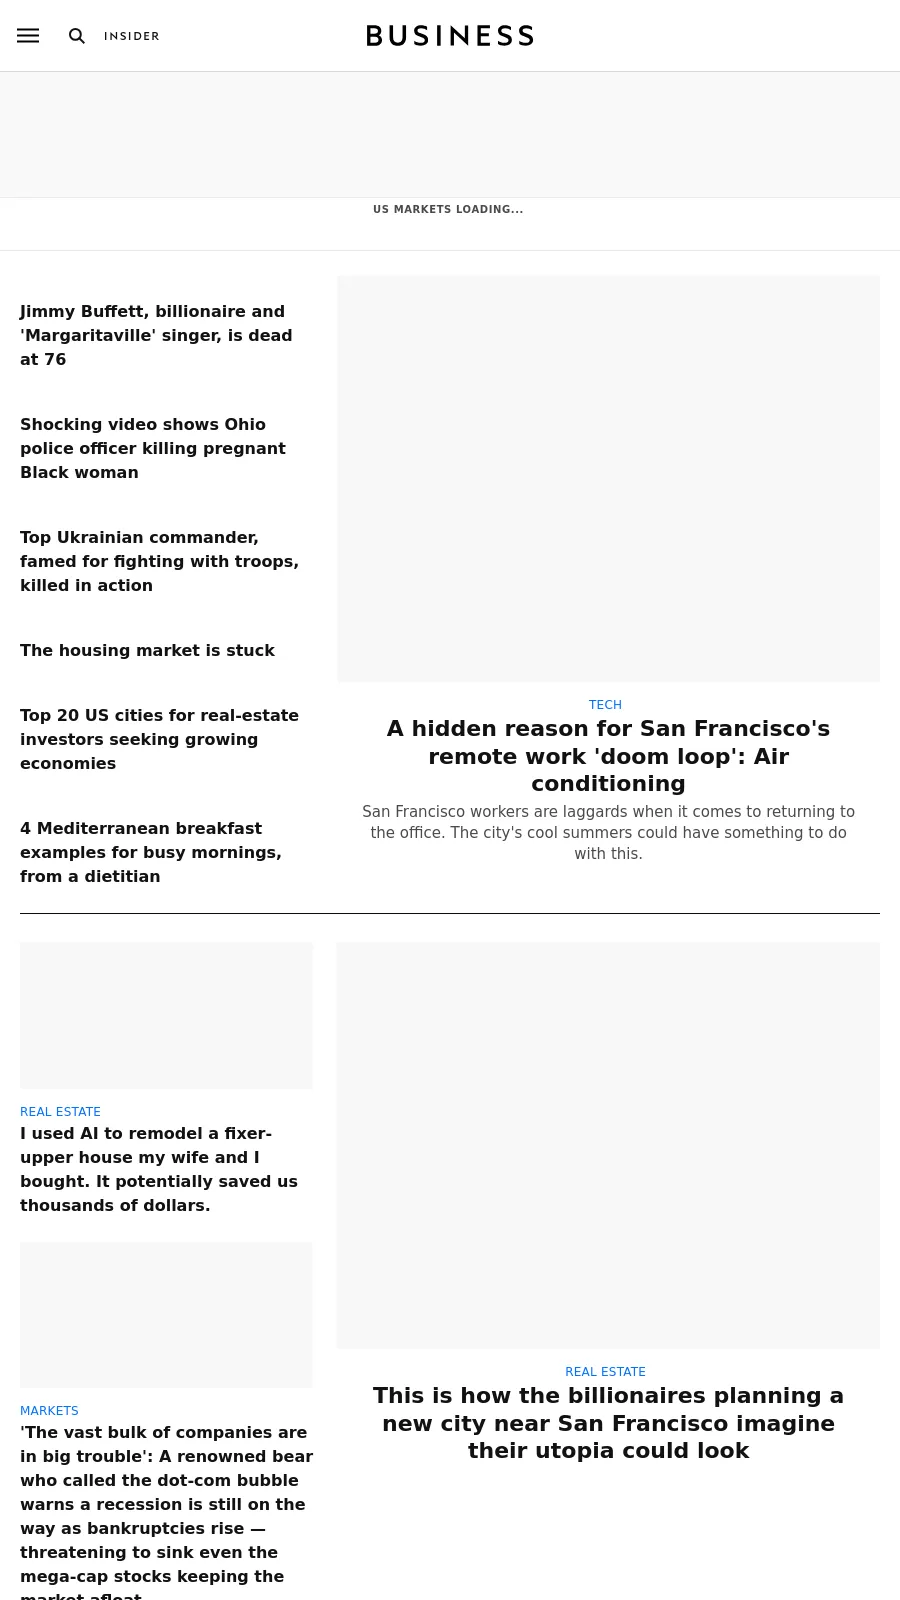 INSIDER
BUSINESS
US MARKETS LOADING...
Jimmy Buffett, billionaire and
'Margaritaville' singer, is dead
at 76
Shocking video shows Ohio
police officer killing pregnant
Black woman
Top Ukrainian commander,
famed for fighting with troops,
killed in action
The housing market is stuck
Top 20 US cities for real-estate
investors seeking growing
economies
4 Mediterranean breakfast
examples for busy mornings,
from a dietitian
TECH
A hidden reason for San Francisco's
remote work 'doom loop': Air
conditioning
San Francisco workers are laggards when it comes to returning to
the office. The city's cool summers could have something to do
with this.
REAL ESTATE
I used AI to remodel a fixer-
upper house my wife and I
bought. It potentially saved us
thousands of dollars.
MARKETS
'The vast bulk of companies are
in big trouble': A renowned bear
who called the dot-com bubble
warns a recession is still on the
way as bankruptcies rise —
threatening to sink even the
mega-cap stocks keeping the
market afloat
REAL ESTATE
This is how the billionaires planning a
new city near San Francisco imagine
their utopia could look